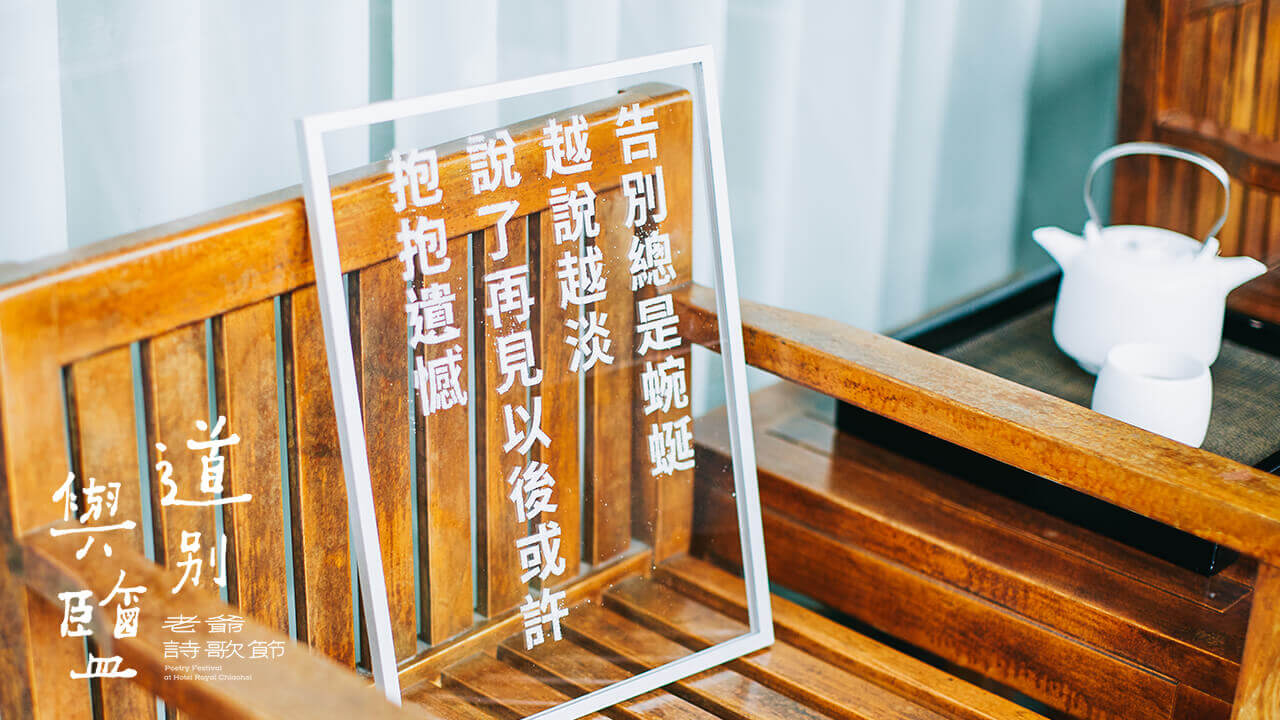 告別總是蜿蜒
越說越淡
說了再見以後或許
抱抱遺憾
道別
與鹽
老爺
詩歌節
Poetry Festival
at Hotel Royal Chiaohsi